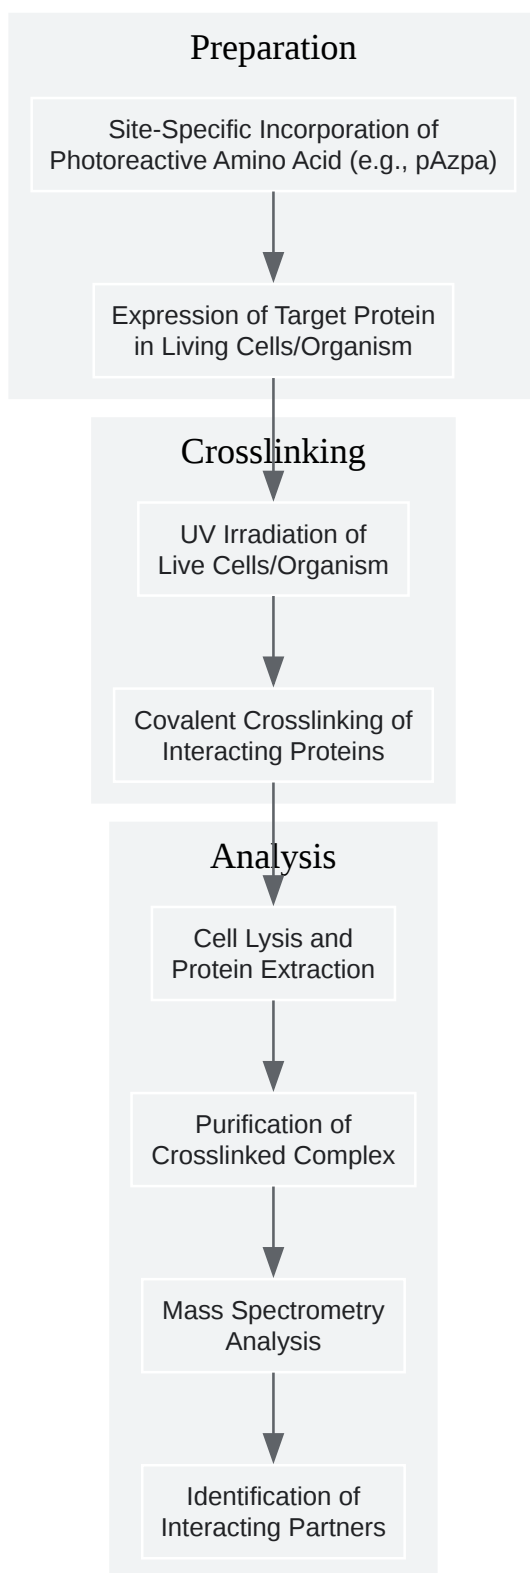 Preparation
Site-Specific Incorporation of
Photoreactive Amino Acid (e.g., pAzpa)
Expression of Target Protein
in Living Cells/Organism
Crosslinking
UV Irradiation of
Live Cells/Organism
Covalent Crosslinking of
Interacting Proteins
Analysis
Cell Lysis and
Protein Extraction
Purification of
Crosslinked Complex
Mass Spectrometry
Analysis
Identification of
Interacting Partners